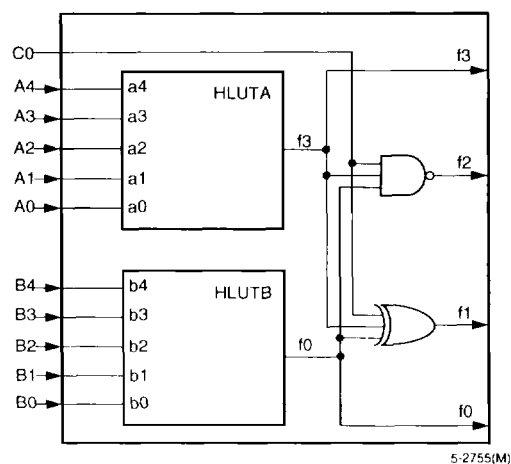 C0
f3
A4
a4
HLUTA
A3
a3
A2
a2
f3
f2
A1
a1
A0
a0
B4
b4
HLUTB
B3
b3
B2
b2
f1
f0
B1
b1
B0
b0
f0
5-2755(M)